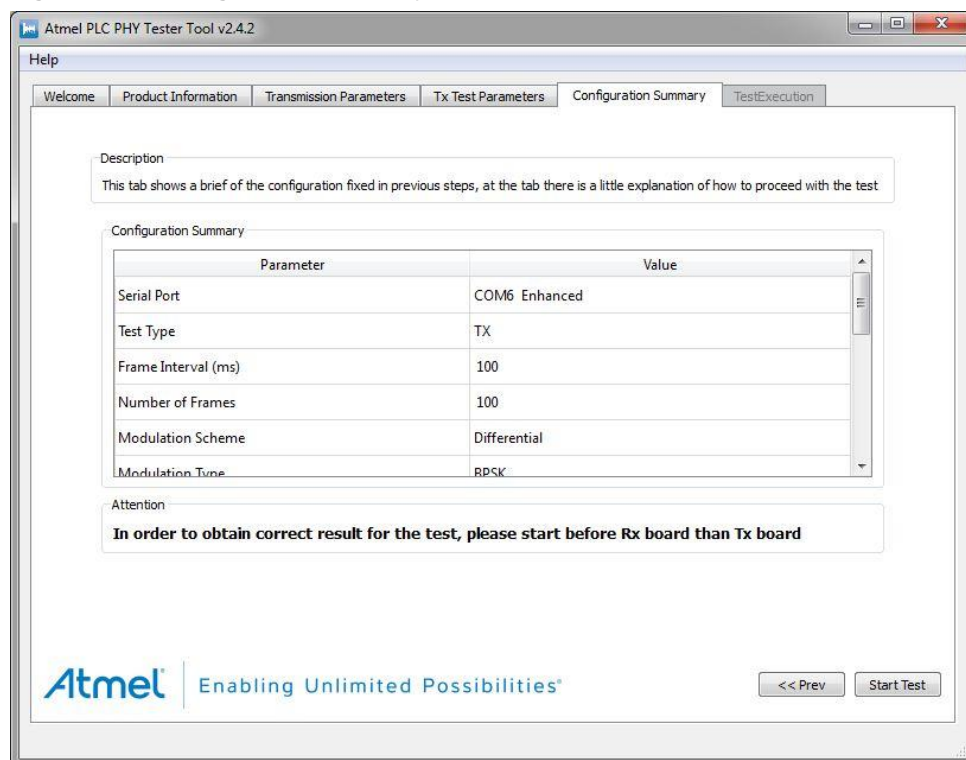 Atmel PLC PHY Tester Tool v2.4.2
Help
Welcome Product Information Transmission Parameters Tx Test Parameters Configuration Summary TestExecution
Description
This tab shows a brief of the configuration fixed in previous steps, at the tab there is a little explanation of how to proceed with the test
Configuration Summary
Parameter Value
Serial Port COM6 Enhanced
Test Type TX
Frame Interval (ms) 100
Number of Frames 100
Modulation Scheme Differential
Modulation Type BPSK
Attention
In order to obtain correct result for the test, please start before Rx board than Tx board
Atmel Enabling Unlimited Possibilities®
<< Prev Start Test